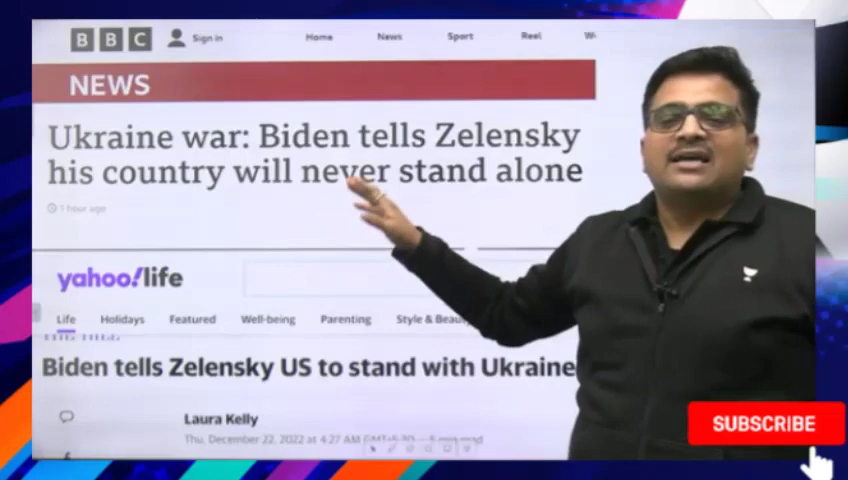 BBC
Sign in
Home News Sport Reel
NEWS
Ukraine war: Biden tells Zelensky
his country will never stand alone
1 hour ago
yahoo!life
Life Holidays Featured Well-being Parenting Style &
Biden tells Zelensky US to stand with Ukraine
Laura Kelly
Thu, December 22, 2022 at 4:27 AM
SUBSCRIBE